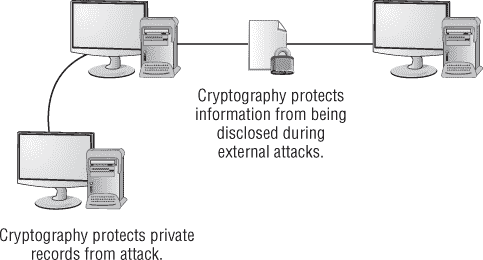 Cryptography protects
information from being
disclosed during
external attacks.
Cryptography protects private
records from attack.